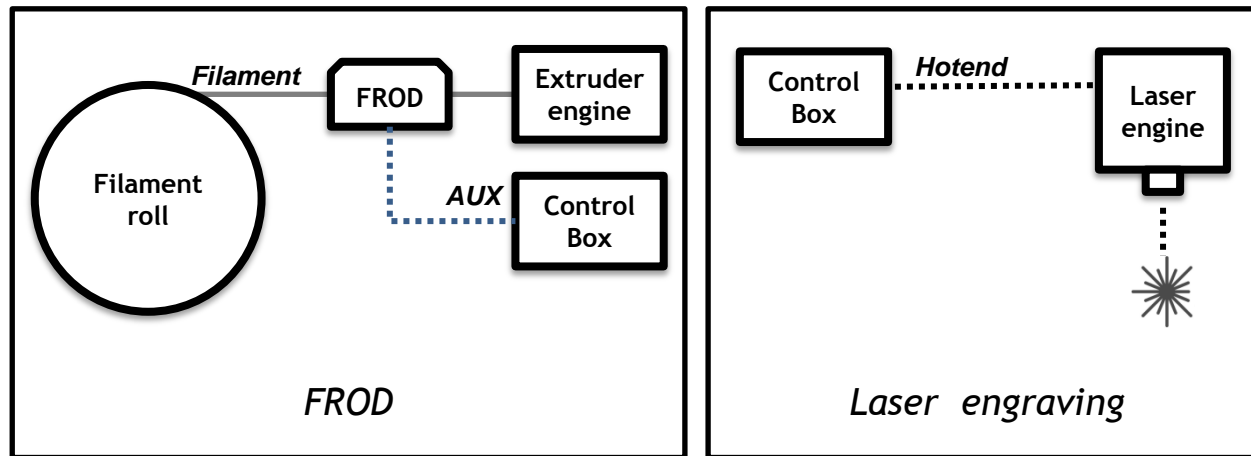 Filament
FROD
Extruder
engine
Filament
roll
AUX
Control
Box
FROD
Control
Box
Hotend
Laser
engine
Laser engraving